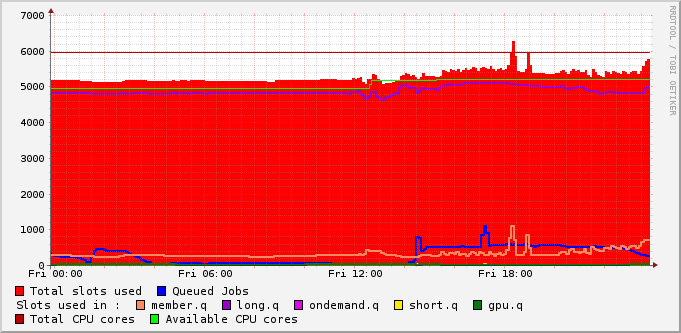 7000
6000
5000
4000
3000
2000
1000
0
Fri 00:00 Fri 06:00 Fri 12:00 Fri 18:00
Total slots used Queued Jobs
Slots used in : member.q long.q ondemand.q short.q gpu.q
Total CPU cores Available CPU cores
RRDTOOL / TOBI OETIKER